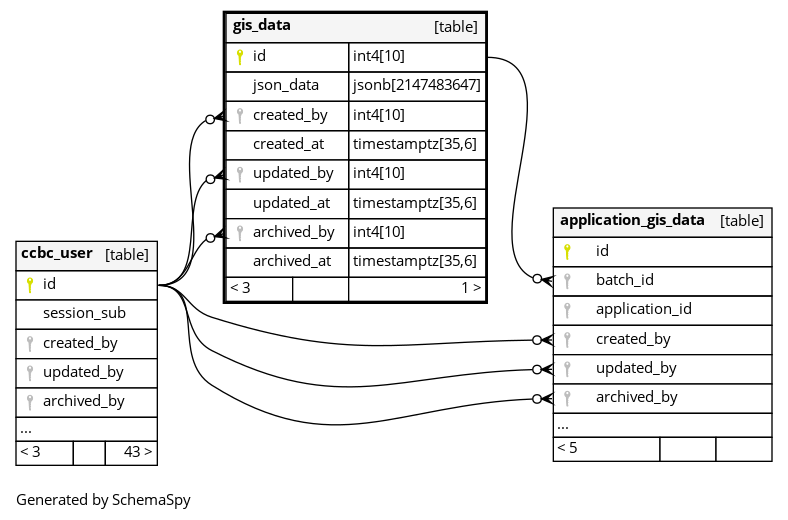 gis_data [table]
id int4[10]
json_data jsonb[2147483647]
created_by int4[10]
created_at timestamptz[35,6]
updated_by int4[10]
updated_at timestamptz[35,6]
archived_by int4[10]
archived_at timestamptz[35,6]
< 3 1 >
ccbc_user [table]
id
session_sub
created_by
updated_by
archived_by
...
< 3 43 >
application_gis_data [table]
id
batch_id
application_id
created_by
updated_by
archived_by
...
< 5
Generated by SchemaSpy